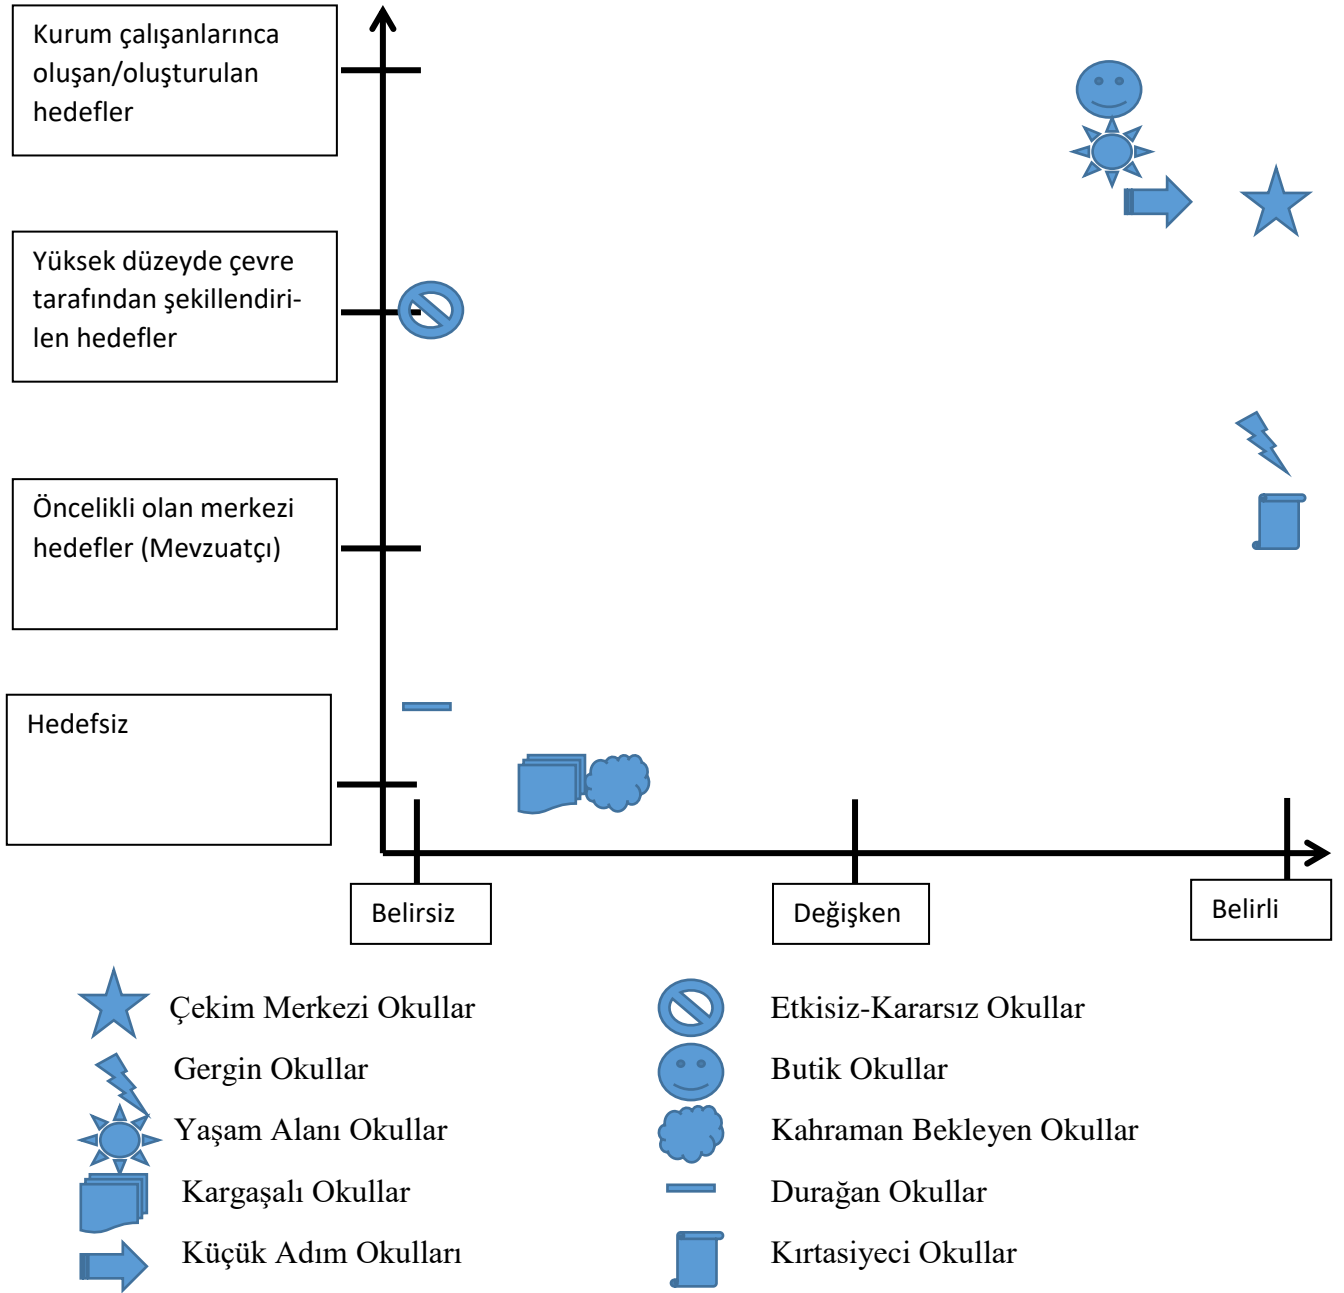 Kurum çalışanlarınca
oluşan/oluşturulan
hedefler
Yüksek düzeyde çevre
tarafından şekillendiri-
len hedefler
Öncelikli olan merkezi
hedefler (Mevzuatçı)
Hedefsiz
Belirsiz
Değişken
Belirli
Çekim Merkezi Okullar
Gergin Okullar
Yaşam Alanı Okullar
Kargaşalı Okullar
Küçük Adım Okulları
Etkisiz-Kararsız Okullar
Butik Okullar
Kahraman Bekleyen Okullar
Durağan Okullar
Kırtasiyeci Okullar